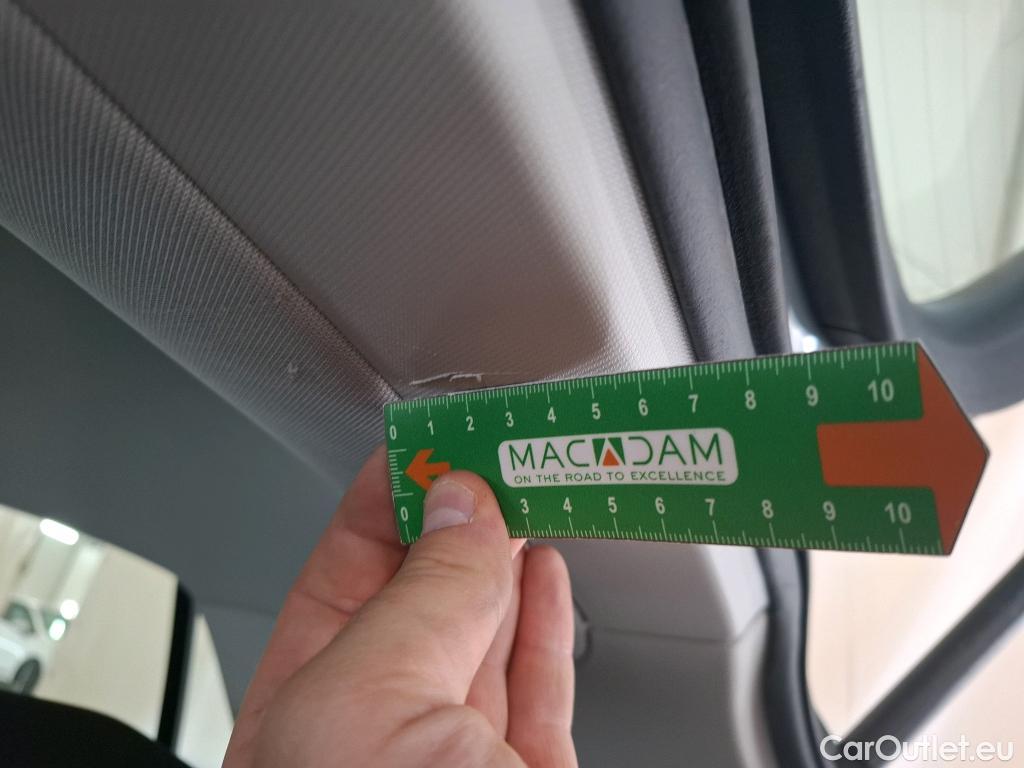 0 1 2 3 4 5 6 7 8 9 10
MACADAM
ON THE ROAD TO EXCELLENCE
0 3 4 5 6 7 8 9 10
CarOutlet.eu